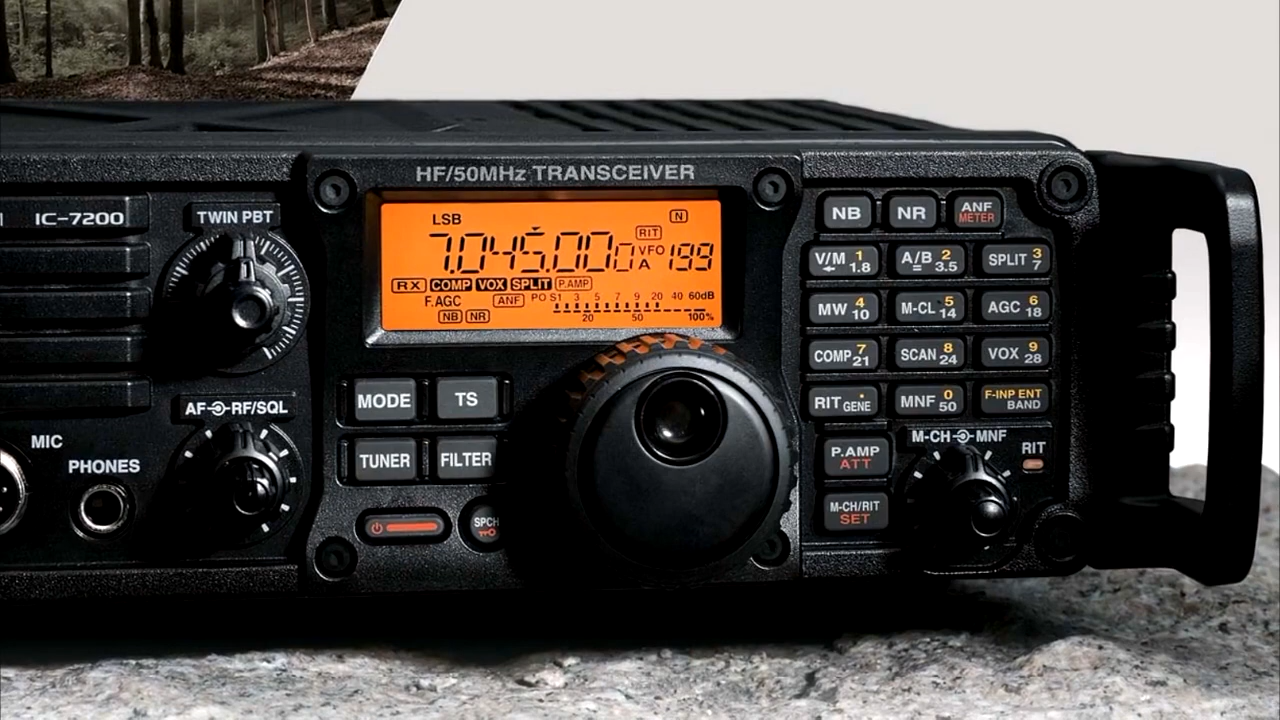 HF/50MHz TRANSCEIVER
IC-7200
TWIN PBT
AF RF/SQL
MIC
PHONES
LSB
N
RIT
7.045.000
VFO
A
199
RX COMP VOX SPLIT P.AMP
F.AGC
ANF
PO S1 3 5 7 9 20 40 60dB
NB NR
20 50 100%
MODE
TS
TUNER
FILTER
SPCH
NB
NR
ANF
METER
V/M 1 1.8
A/B 2 = 3.5
SPLIT 3 7
MW 4 10
M-CL 5 14
AGC 6 18
COMP 7 21
SCAN 8 24
VOX 9 28
RIT . GENE
MNF 0 50
F-INP ENT
BAND
P.AMP
ATT
M-CH MNF
RIT
M-CH/RIT
SET